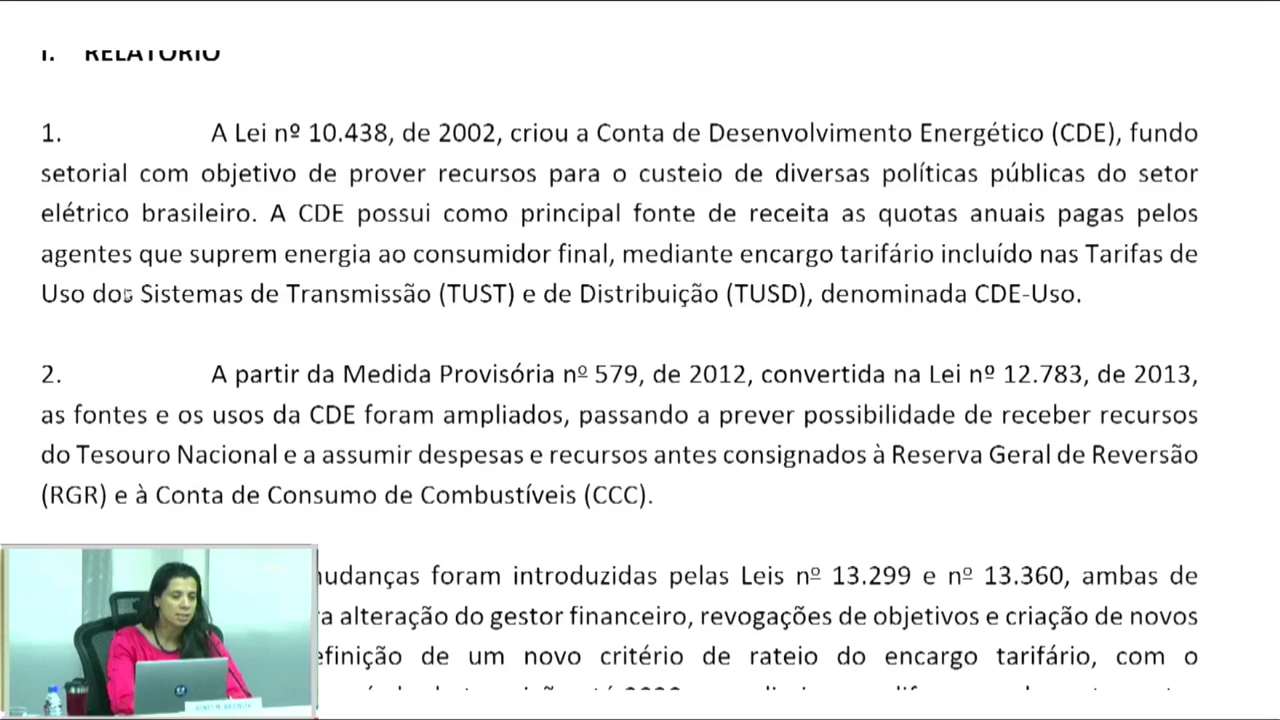 I. RELATÓRIO
1. A Lei nº 10.438, de 2002, criou a Conta de Desenvolvimento Energético (CDE), fundo
setorial com objetivo de prover recursos para o custeio de diversas políticas públicas do setor
elétrico brasileiro. A CDE possui como principal fonte de receita as quotas anuais pagas pelos
agentes que suprem energia ao consumidor final, mediante encargo tarifário incluído nas Tarifas de
Uso dos Sistemas de Transmissão (TUST) e de Distribuição (TUSD), denominada CDE-Uso.
2. A partir da Medida Provisória nº 579, de 2012, convertida na Lei nº 12.783, de 2013,
as fontes e os usos da CDE foram ampliados, passando a prever possibilidade de receber recursos
do Tesouro Nacional e a assumir despesas e recursos antes consignados à Reserva Geral de Reversão
(RGR) e à Conta de Consumo de Combustíveis (CCC).
udanças foram introduzidas pelas Leis nº 13.299 e nº 13.360, ambas de
a alteração do gestor financeiro, revogações de objetivos e criação de novos
efinição de um novo critério de rateio do encargo tarifário, com o